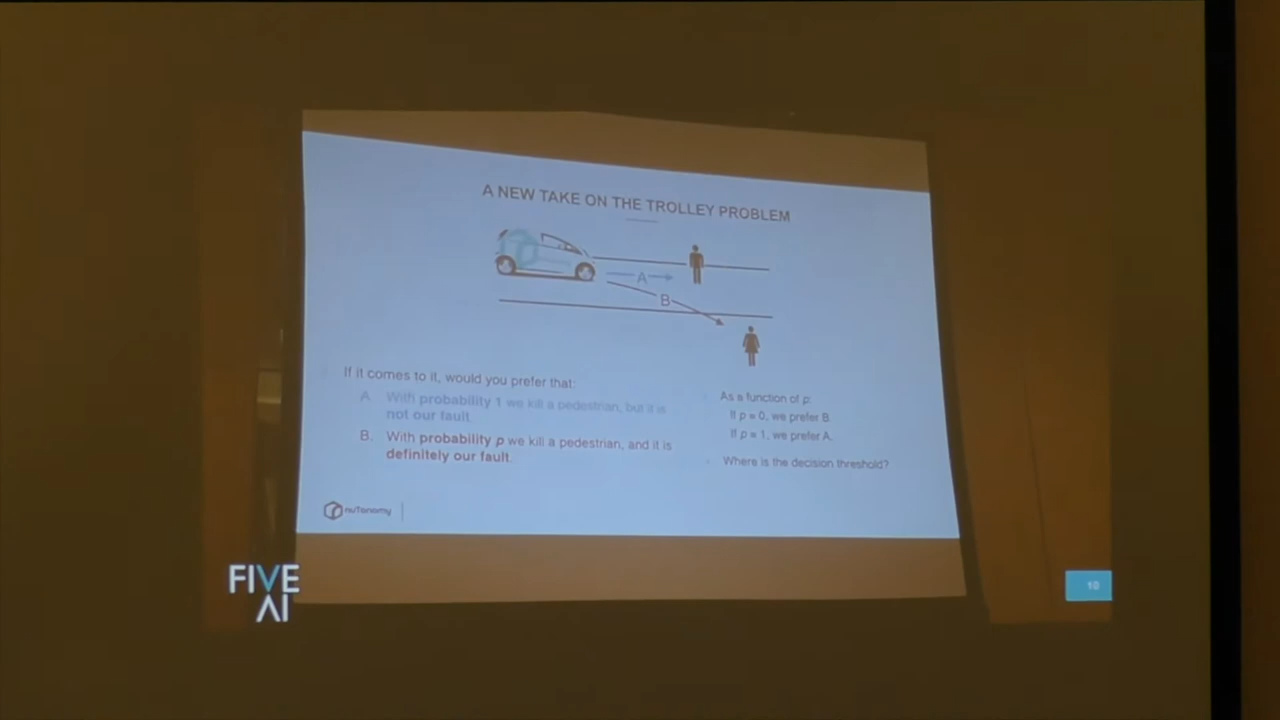 A NEW TAKE ON THE TROLLEY PROBLEM
A
B
If it comes to it, would you prefer that:
A. With probability 1 we kill a pedestrian, but it is
not our fault.
B. With probability p we kill a pedestrian, and it is
definitely our fault.
As a function of p:
If p = 0, we prefer B.
If p = 1, we prefer A.
Where is the decision threshold?
nuTonomy
FIVE
AI
10